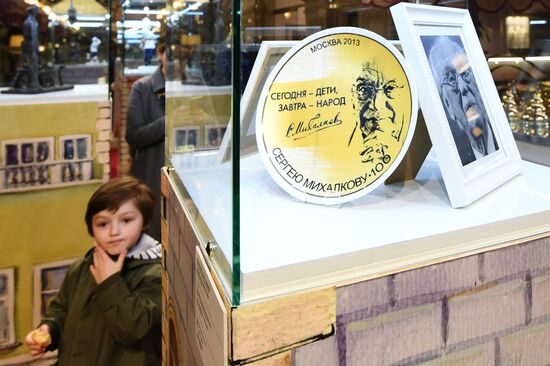 МОСКВА 2013
СЕГОДНЯ – ДЕТИ,
ЗАВТРА – НАРОД
С. Михалков
СЕРГЕЮ МИХАЛКОВУ-100